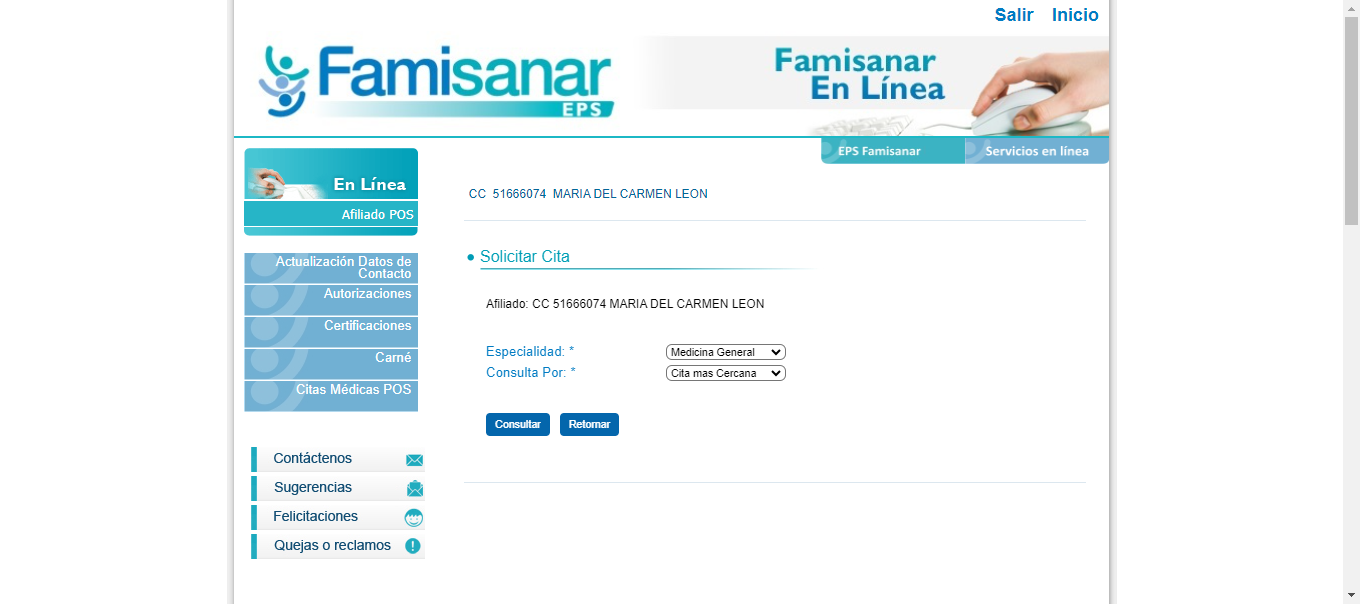 Salir Inicio
Famisanar
EPS
Famisanar
En Línea
EPS Famisanar
Servicios en línea
En Línea
Afiliado POS
Actualización Datos de
Contacto
Autorizaciones
Certificaciones
Carné
Citas Médicas POS
Contáctenos
Sugerencias
Felicitaciones
Quejas o reclamos
CC 51666074 MARIA DEL CARMEN LEON
Solicitar Cita
Afiliado: CC 51666074 MARIA DEL CARMEN LEON
Especialidad: * Medicina General
Consulta Por: * Cita mas Cercana
Consultar Retornar